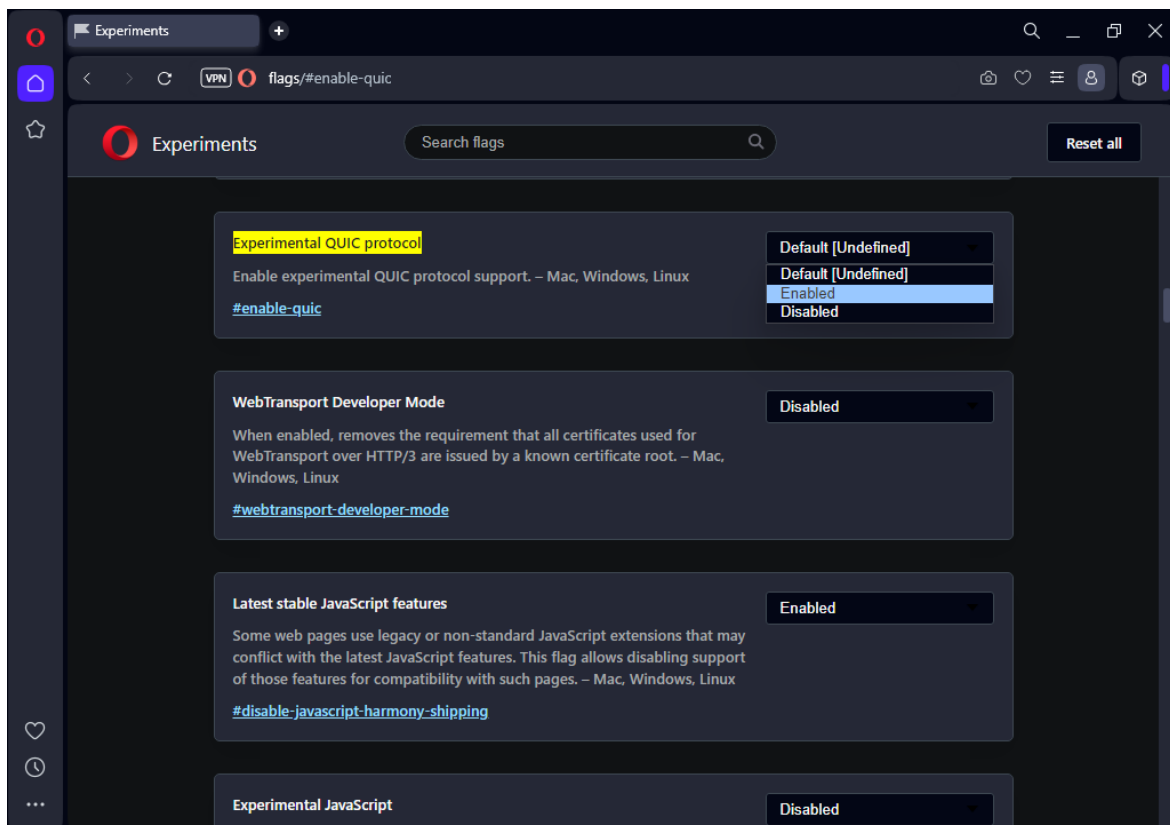 Experiments
VPN
flags/#enable-quic
Experiments
Search flags
Reset all
Experimental QUIC protocol
Enable experimental QUIC protocol support. – Mac, Windows, Linux
#enable-quic
Default [Undefined]
Default [Undefined]
Enabled
Disabled
WebTransport Developer Mode
When enabled, removes the requirement that all certificates used for
WebTransport over HTTP/3 are issued by a known certificate root. – Mac,
Windows, Linux
#webtransport-developer-mode
Disabled
Latest stable JavaScript features
Some web pages use legacy or non-standard JavaScript extensions that may
conflict with the latest JavaScript features. This flag allows disabling support
of those features for compatibility with such pages. – Mac, Windows, Linux
#disable-javascript-harmony-shipping
Enabled
Experimental JavaScript
Disabled